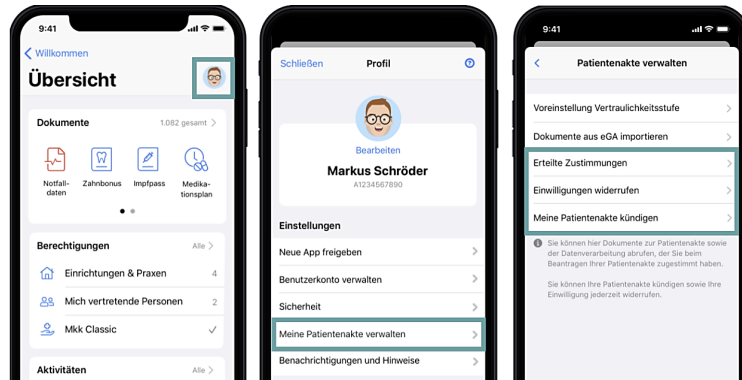 9:41
Willkommen
Übersicht
Dokumente
1.082 gesamt
Notfall-
daten
Zahnbonus
Impfpass
Medika-
tionsplan
Berechtigungen
Alle
Einrichtungen & Praxen
4
Mich vertretende Personen
2
Mkk Classic
Aktivitäten
Alle
Schließen
Profil
Bearbeiten
Markus Schröder
A1234567890
Einstellungen
Neue App freigeben
Benutzerkonto verwalten
Sicherheit
Meine Patientenakte verwalten
Benachrichtigungen und Hinweise
9:41
Patientenakte verwalten
Voreinstellung Vertraulichkeitsstufe
Dokumente aus eGA importieren
Erteilte Zustimmungen
Einwilligungen widerrufen
Meine Patientenakte kündigen
Sie können hier Dokumente zur Patientenakte sowie
der Datenverarbeitung abrufen, der Sie beim
Beantragen Ihrer Patientenakte zugestimmt haben.
Sie können Ihre Patientenakte kündigen sowie Ihre
Einwilligung jederzeit widerrufen.